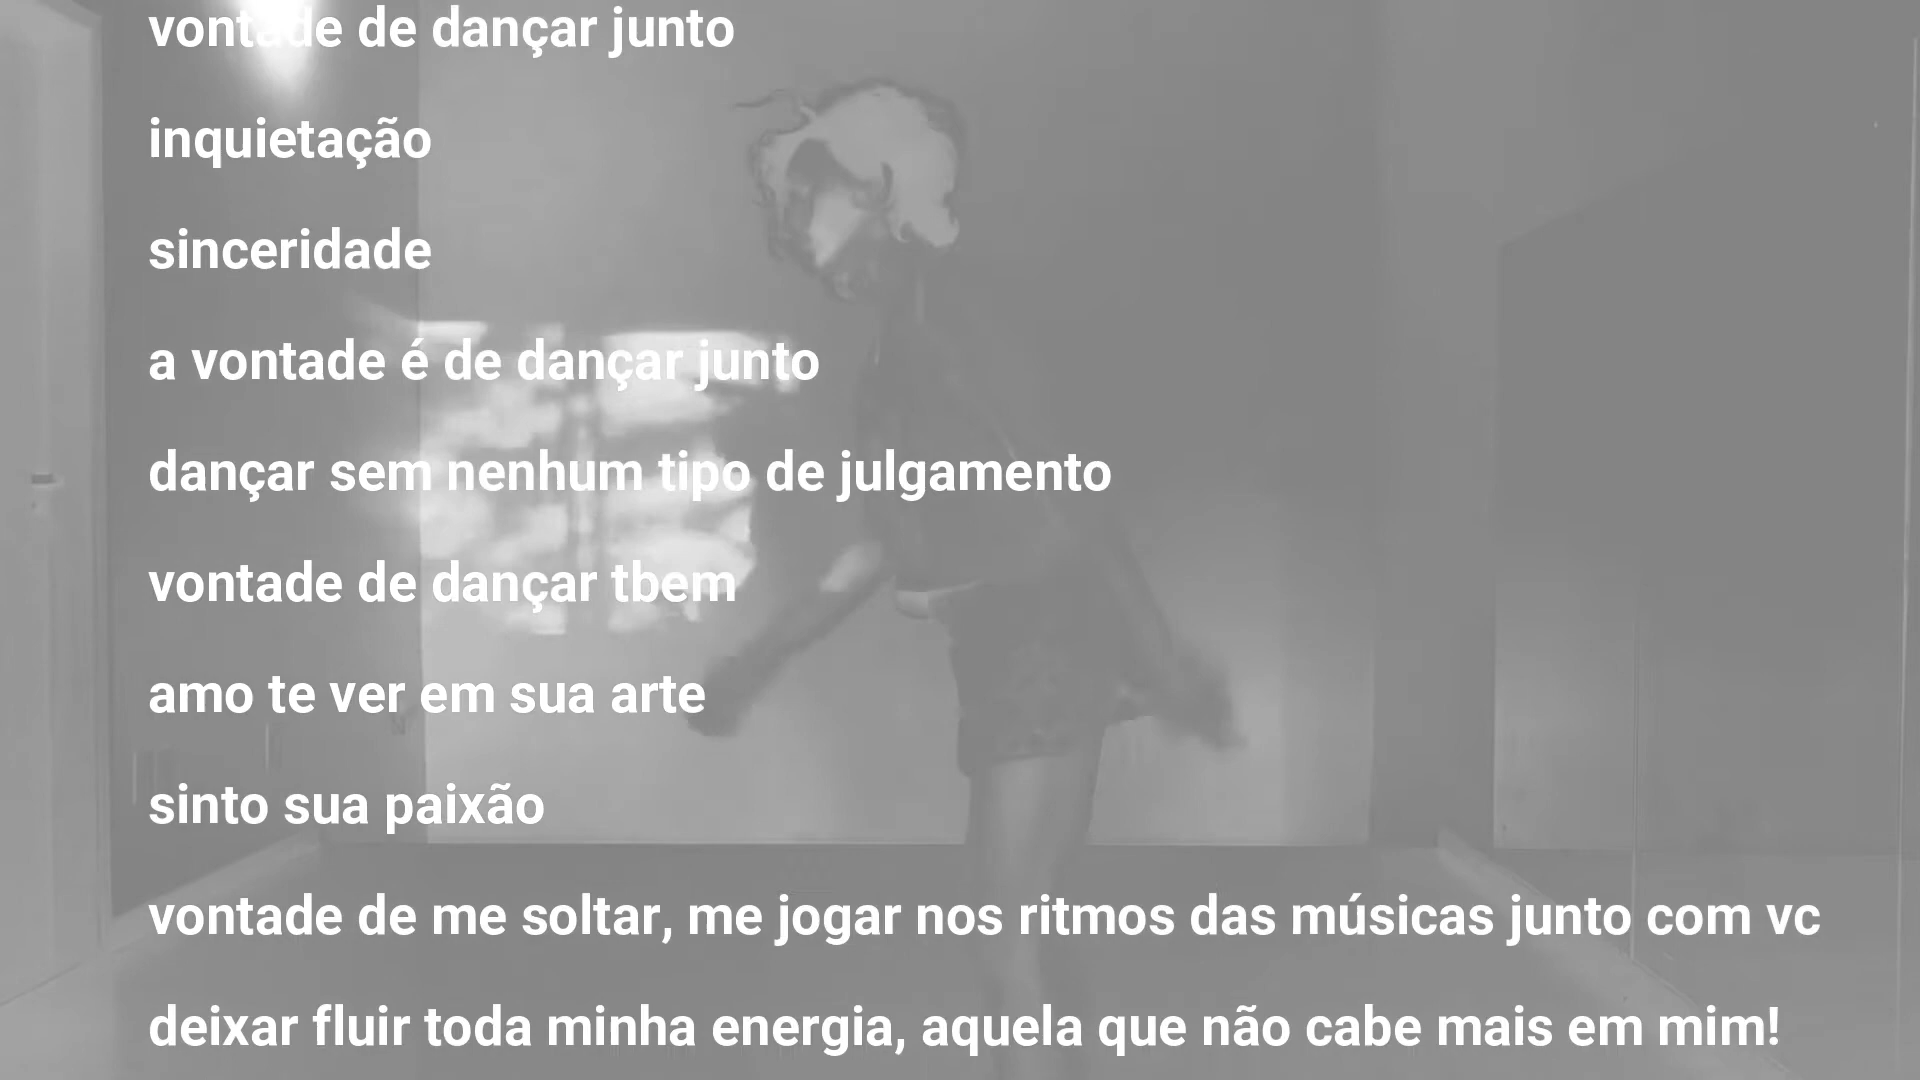 vontade de dançar junto
inquietação
sinceridade
a vontade é de dançar junto
dançar sem nenhum tipo de julgamento
vontade de dançar tbem
amo te ver em sua arte
sinto sua paixão
vontade de me soltar, me jogar nos ritmos das músicas junto com vc
deixar fluir toda minha energia, aquela que não cabe mais em mim!